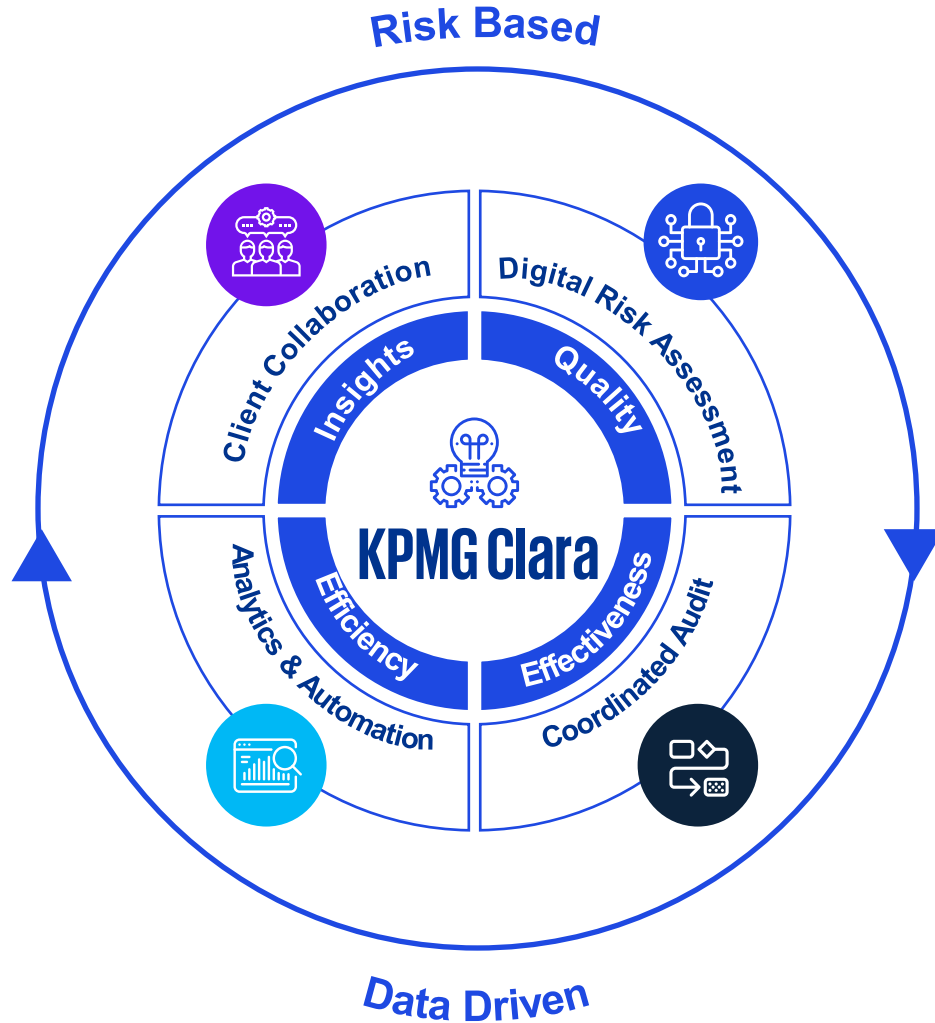 Risk Based
Client Collaboration
Digital Risk Assessment
Insights
Quality
KPMG Clara
Efficiency
Effectiveness
Analytics & Automation
Coordinated Audit
Data Driven